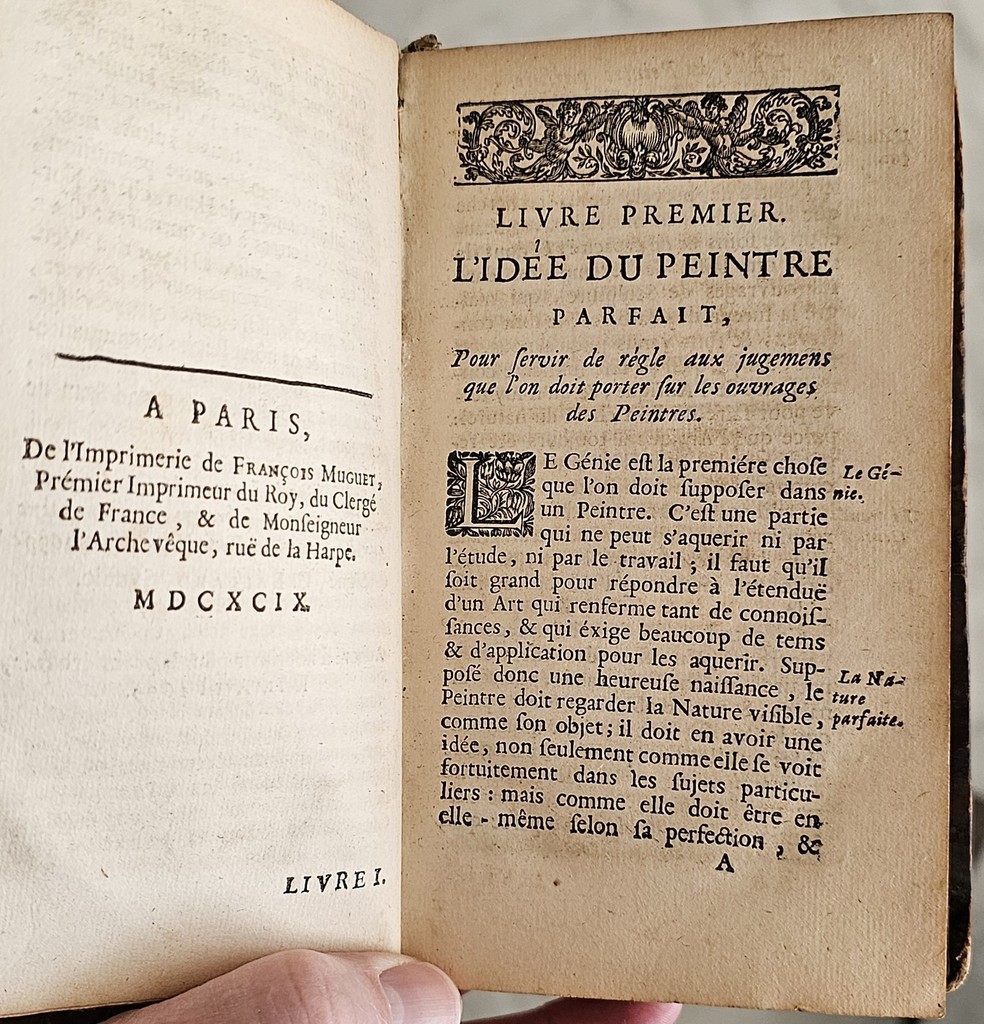 A PARIS,
De l'Imprimerie de FRANÇOIS MUGUET,
Prémier Imprimeur du Roy, du Clergé
de France, & de Monſeigneur
l'Archevêque, ruë de la Harpe.
MDCXCIX.
LIVRE I.
LIVRE PREMIER.
L'IDÉE DU PEINTRE
PARFAIT,
Pour ſervir de régle aux jugemens
que l'on doit porter ſur les ouvrages
des Peintres.
LE Génie eſt la premiére choſe
que l'on doit ſuppoſer dans
un Peintre. C'eſt une partie
qui ne peut s'aquerir ni par
l'étude, ni par le travail; il faut qu'il
ſoit grand pour répondre à l'étenduë
d'un Art qui renferme tant de connoiſ-
ſances, & qui éxige beaucoup de tems
& d'application pour les aquerir. Sup-
poſé donc une heureuſe naiſſance, le
Peintre doit regarder la Nature viſible,
comme ſon objet; il doit en avoir une
idée, non ſeulement comme elle ſe voit
fortuitement dans les ſujets particu-
liers: mais comme elle doit être en
elle-même ſelon ſa perfection, &
A
Le Gé-
nie.
La Na-
ture
parfaite.